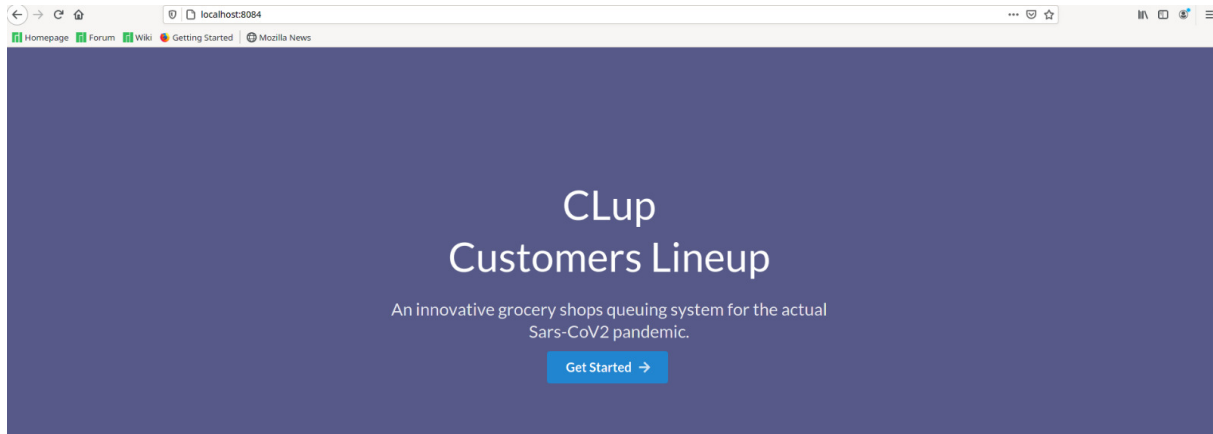 localhost:8084
Homepage Forum Wiki Getting Started Mozilla News
CLup
Customers Lineup
An innovative grocery shops queuing system for the actual
Sars-CoV2 pandemic.
Get Started →